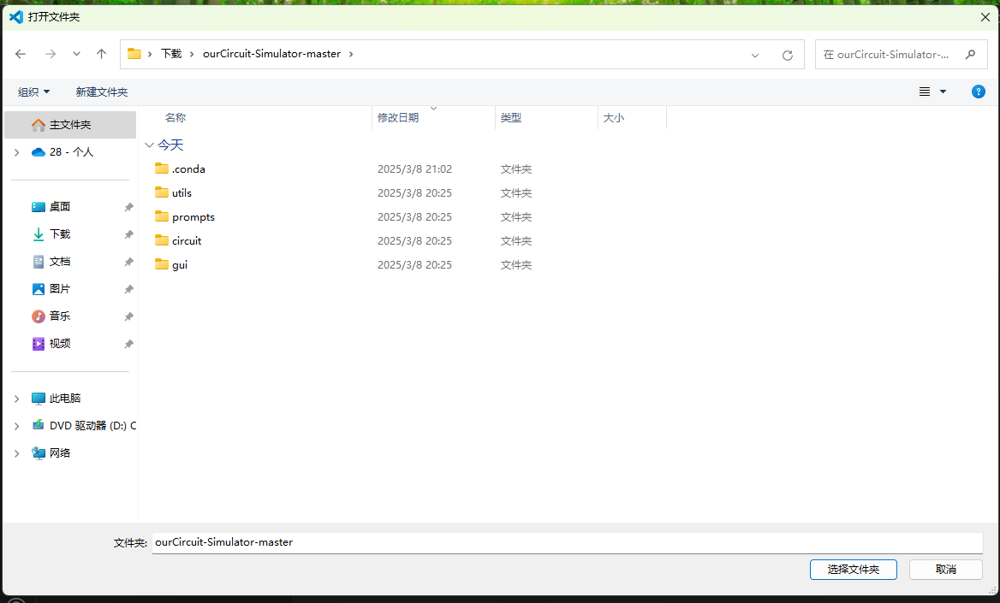 打开文件夹
下载 ourCircuit-Simulator-master
在 ourCircuit-Simulator-...
组织 新建文件夹
主文件夹
28 - 个人
桌面
下载
文档
图片
音乐
视频
此电脑
DVD 驱动器 (D:) C
网络
名称 修改日期 类型 大小
今天
.conda 2025/3/8 21:02 文件夹
utils 2025/3/8 20:25 文件夹
prompts 2025/3/8 20:25 文件夹
circuit 2025/3/8 20:25 文件夹
gui 2025/3/8 20:25 文件夹
文件夹: ourCircuit-Simulator-master
选择文件夹 取消